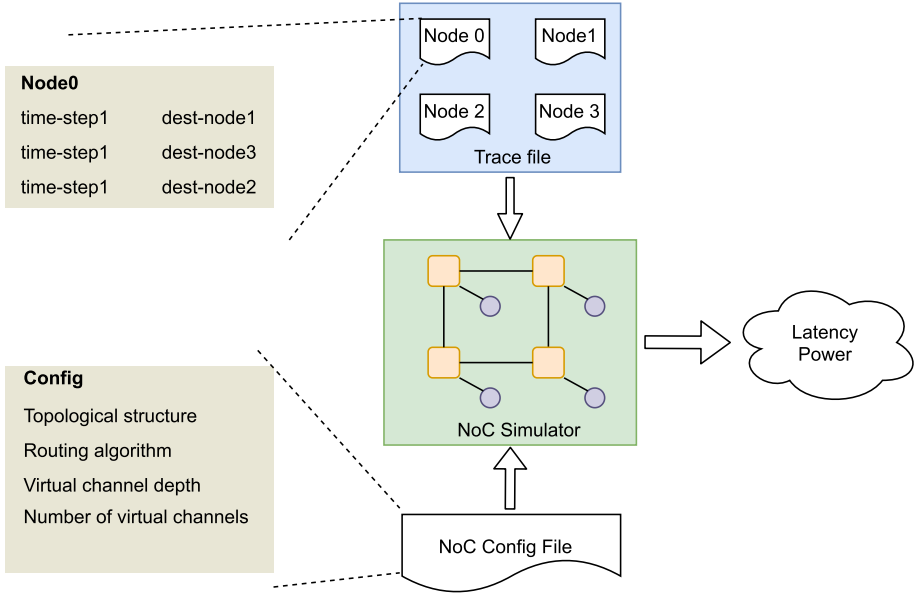 Node 0
Node1
Node 2
Node 3
Trace file
Node0
time-step1 dest-node1
time-step1 dest-node3
time-step1 dest-node2
NoC Simulator
Latency
Power
Config
Topological structure
Routing algorithm
Virtual channel depth
Number of virtual channels
NoC Config File